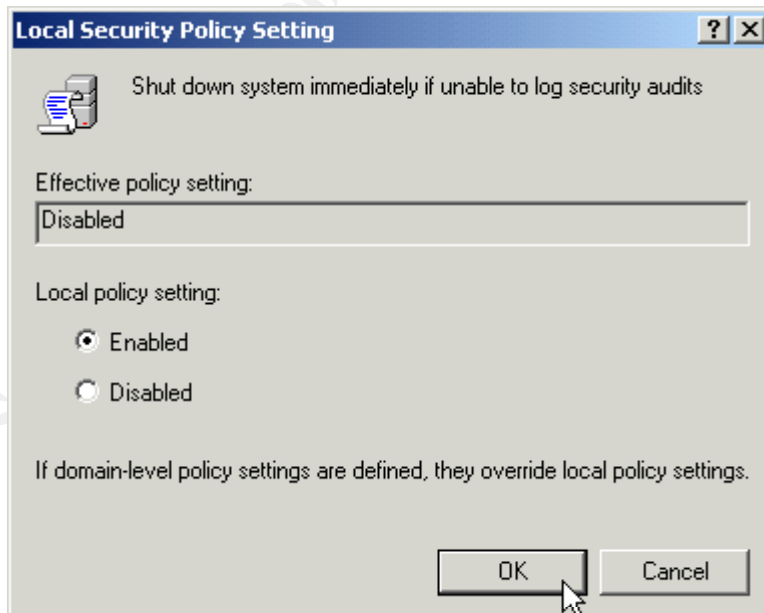 Local Security Policy Setting
Shut down system immediately if unable to log security audits
Effective policy setting:
Disabled
Local policy setting:
Enabled
Disabled
If domain-level policy settings are defined, they override local policy settings.
OK Cancel